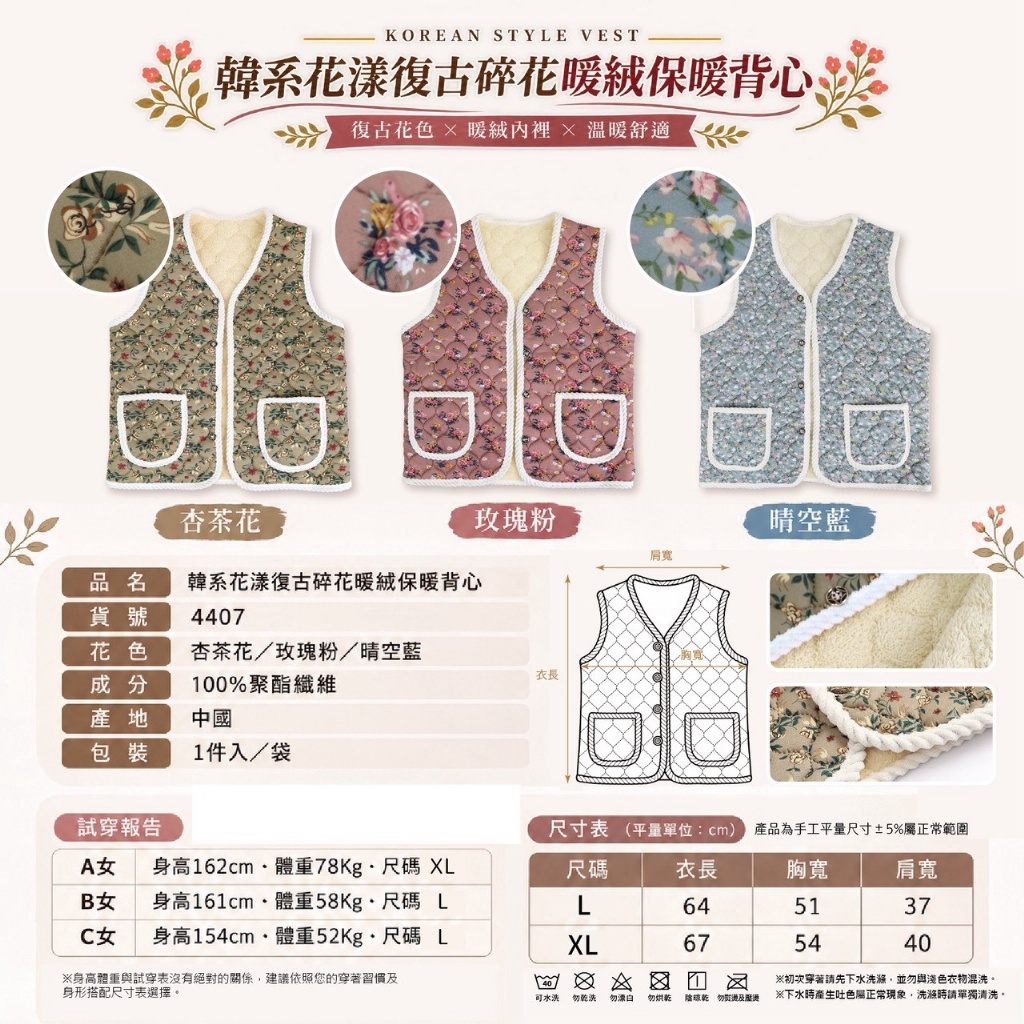 KOREAN STYLE VEST
韓系花漾復古碎花暖絨保暖背心
復古花色 × 暖絨內裡 × 溫暖舒適
杏茶花
玫瑰粉
晴空藍
品名 韓系花漾復古碎花暖絨保暖背心
貨號 4407
花色 杏茶花／玫瑰粉／晴空藍
成分 100%聚酯纖維
產地 中國
包裝 1件入／袋
肩寬
胸寬
衣長
試穿報告
A女 身高162cm・體重78Kg・尺碼 XL
B女 身高161cm・體重58Kg・尺碼 L
C女 身高154cm・體重52Kg・尺碼 L
※身高體重與試穿表沒有絕對的關係，建議依照您的穿著習慣及
身形搭配尺寸表選擇。
尺寸表 （平量單位：cm） 產品為手工平量尺寸±5%屬正常範圍
尺碼 衣長 胸寬 肩寬
L 64 51 37
XL 67 54 40
40
可水洗 勿乾洗 勿漂白 勿烘乾 陰晾乾 勿熨燙及壓燙
※初次穿著請先下水洗滌，並勿與淺色衣物混洗。
※下水時產生吐色屬正常現象，洗滌時請單獨清洗。